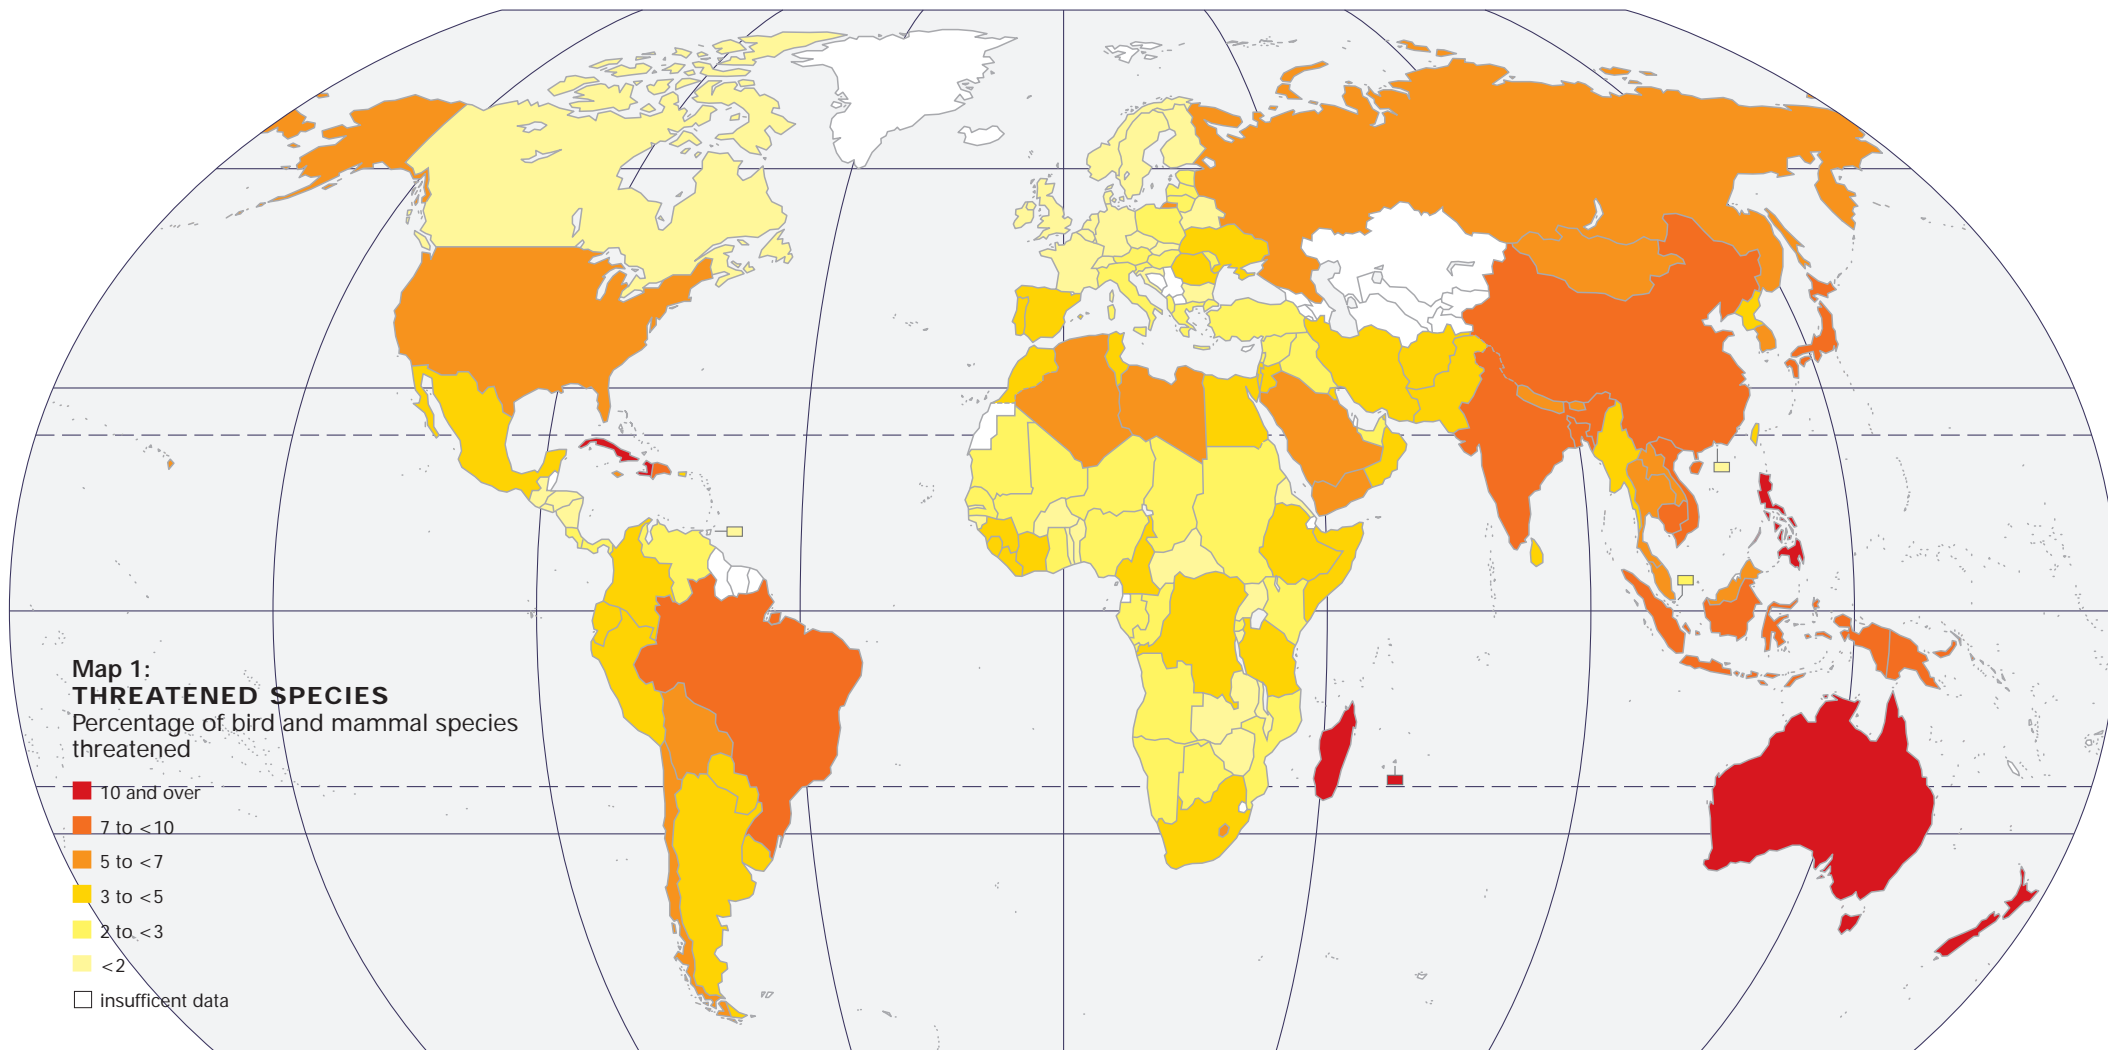 Map 1:
THREATENED SPECIES
Percentage of bird and mammal species
threatened
10 and over
7 to <10
5 to <7
3 to <5
2 to <3
<2
insufficent data